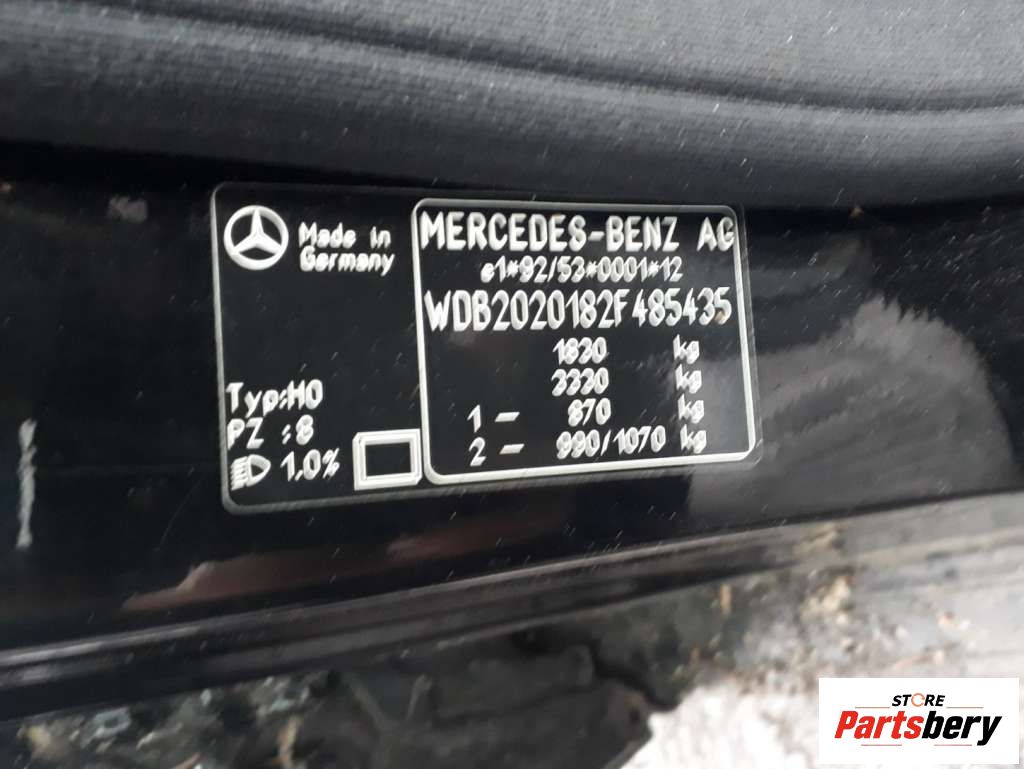 Made in
Germany
MERCEDES-BENZ AG
e1*92/53*0001*12
WDB2020182F485435
1820 kg
3320 kg
1 - 870 kg
2 - 990/1070 kg
Typ:H0
PZ :8
1.0%
STORE
Partsbery